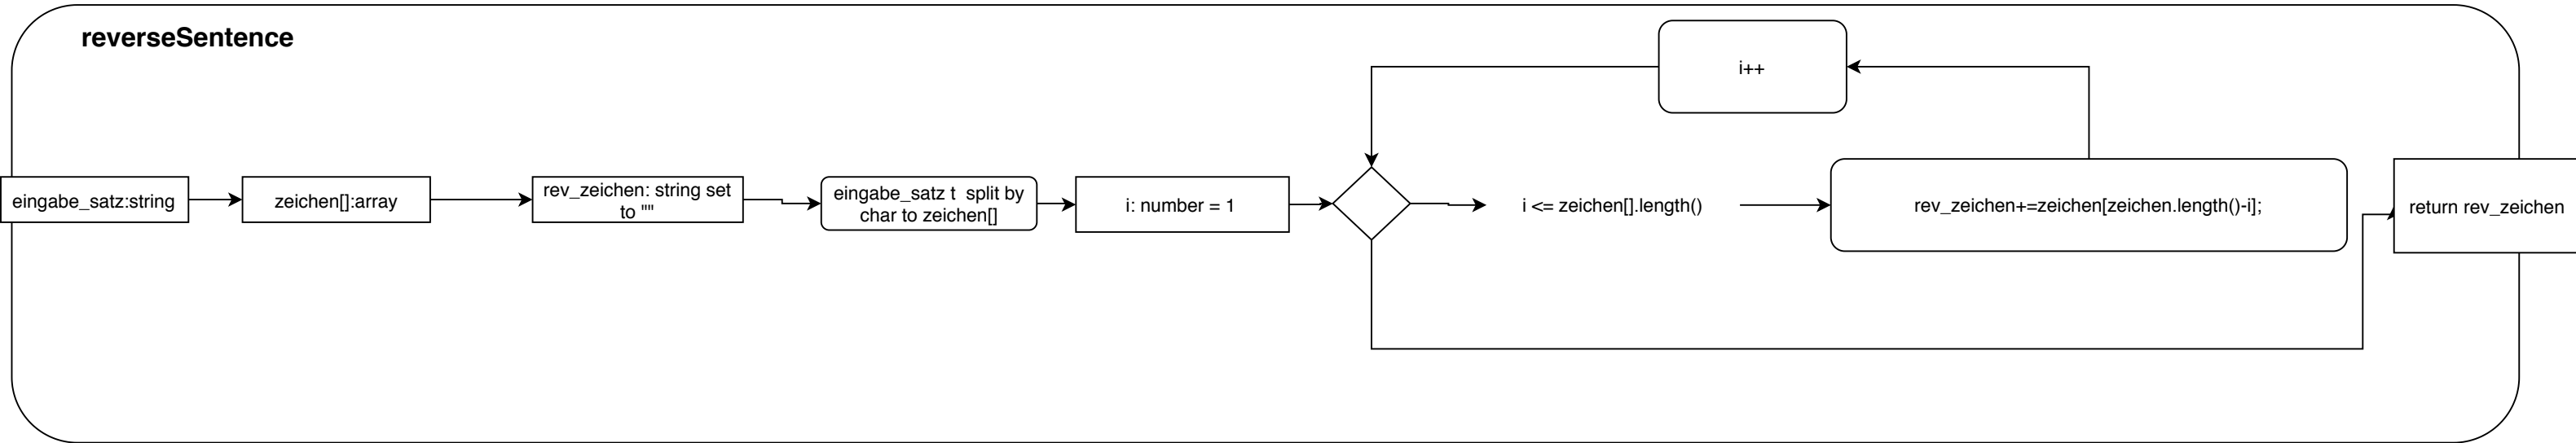 reverseSentence
i++
eingabe_satz:string
zeichen[]:array
rev_zeichen: string set
to ""
eingabe_satz t  split by
char to zeichen[]
i: number = 1
i <= zeichen[].length()
rev_zeichen+=zeichen[zeichen.length()-i];
return rev_zeichen